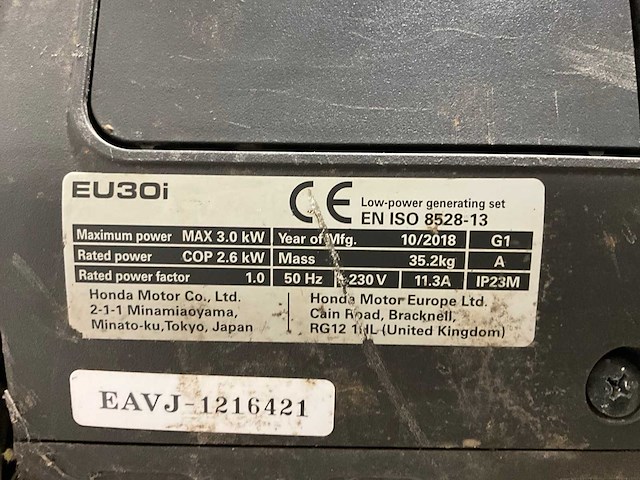 EU30i
CE Low-power generating set
EN ISO 8528-13
Maximum power MAX 3.0 kW Year of Mfg. 10/2018 G1
Rated power COP 2.6 kW Mass 35.2kg A
Rated power factor 1.0 50 Hz 230 V 11.3A IP23M
Honda Motor Co., Ltd.
2-1-1 Minamiaoyama,
Minato-ku,Tokyo, Japan
Honda Motor Europe Ltd.
Cain Road, Bracknell,
RG12 (United Kingdom)
EAVJ-1216421